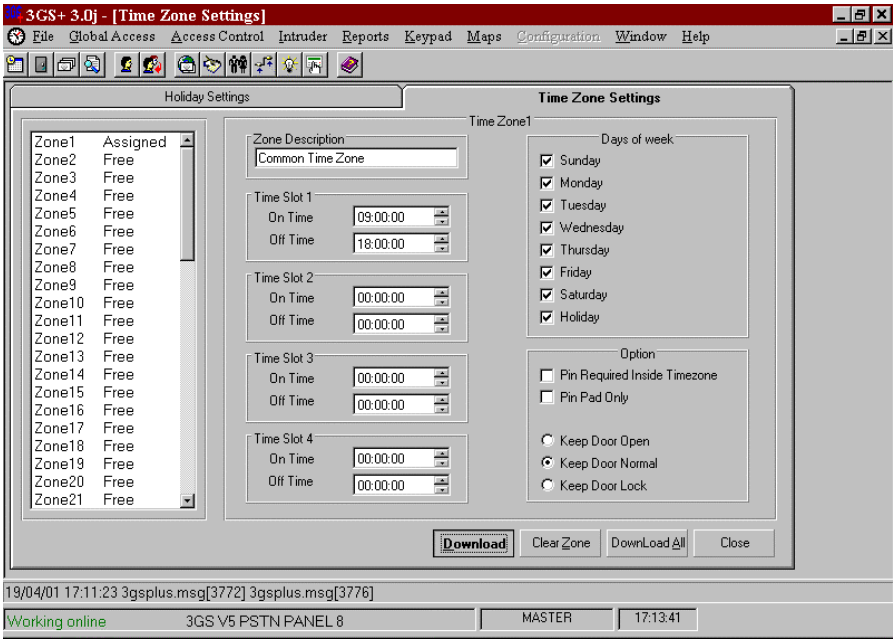 3GS+ 3.0j - [Time Zone Settings]
File Global Access Access Control Intruder Reports Keypad Maps Configuration Window Help
Holiday Settings
Time Zone Settings
Time Zone1
Zone1 Assigned
Zone2 Free
Zone3 Free
Zone4 Free
Zone5 Free
Zone6 Free
Zone7 Free
Zone8 Free
Zone9 Free
Zone10 Free
Zone11 Free
Zone12 Free
Zone13 Free
Zone14 Free
Zone15 Free
Zone16 Free
Zone17 Free
Zone18 Free
Zone19 Free
Zone20 Free
Zone21 Free
Zone Description
Common Time Zone
Time Slot 1
On Time 09:00:00
Off Time 18:00:00
Time Slot 2
On Time 00:00:00
Off Time 00:00:00
Time Slot 3
On Time 00:00:00
Off Time 00:00:00
Time Slot 4
On Time 00:00:00
Off Time 00:00:00
Days of week
Sunday
Monday
Tuesday
Wednesday
Thursday
Friday
Saturday
Holiday
Option
Pin Required Inside Timezone
Pin Pad Only
Keep Door Open
Keep Door Normal
Keep Door Lock
Download Clear Zone DownLoad All Close
19/04/01 17:11:23 3gsplus.msg[3772] 3gsplus.msg[3776]
Working online 3GS V5 PSTN PANEL 8 MASTER 17:13:41